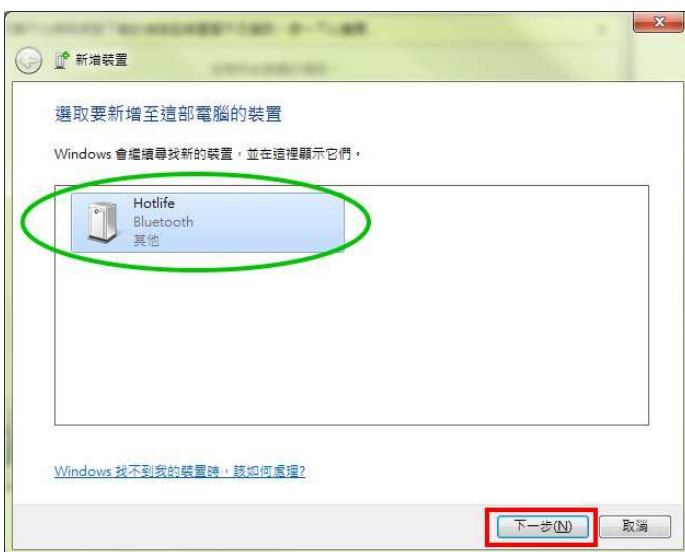 新增裝置
選取要新增至這部電腦的裝置
Windows 會繼續尋找新的裝置，並在這裡顯示它們。
Hotlife
Bluetooth
其他
Windows 找不到我的裝置時，該如何處理?
下一步(N)
取消